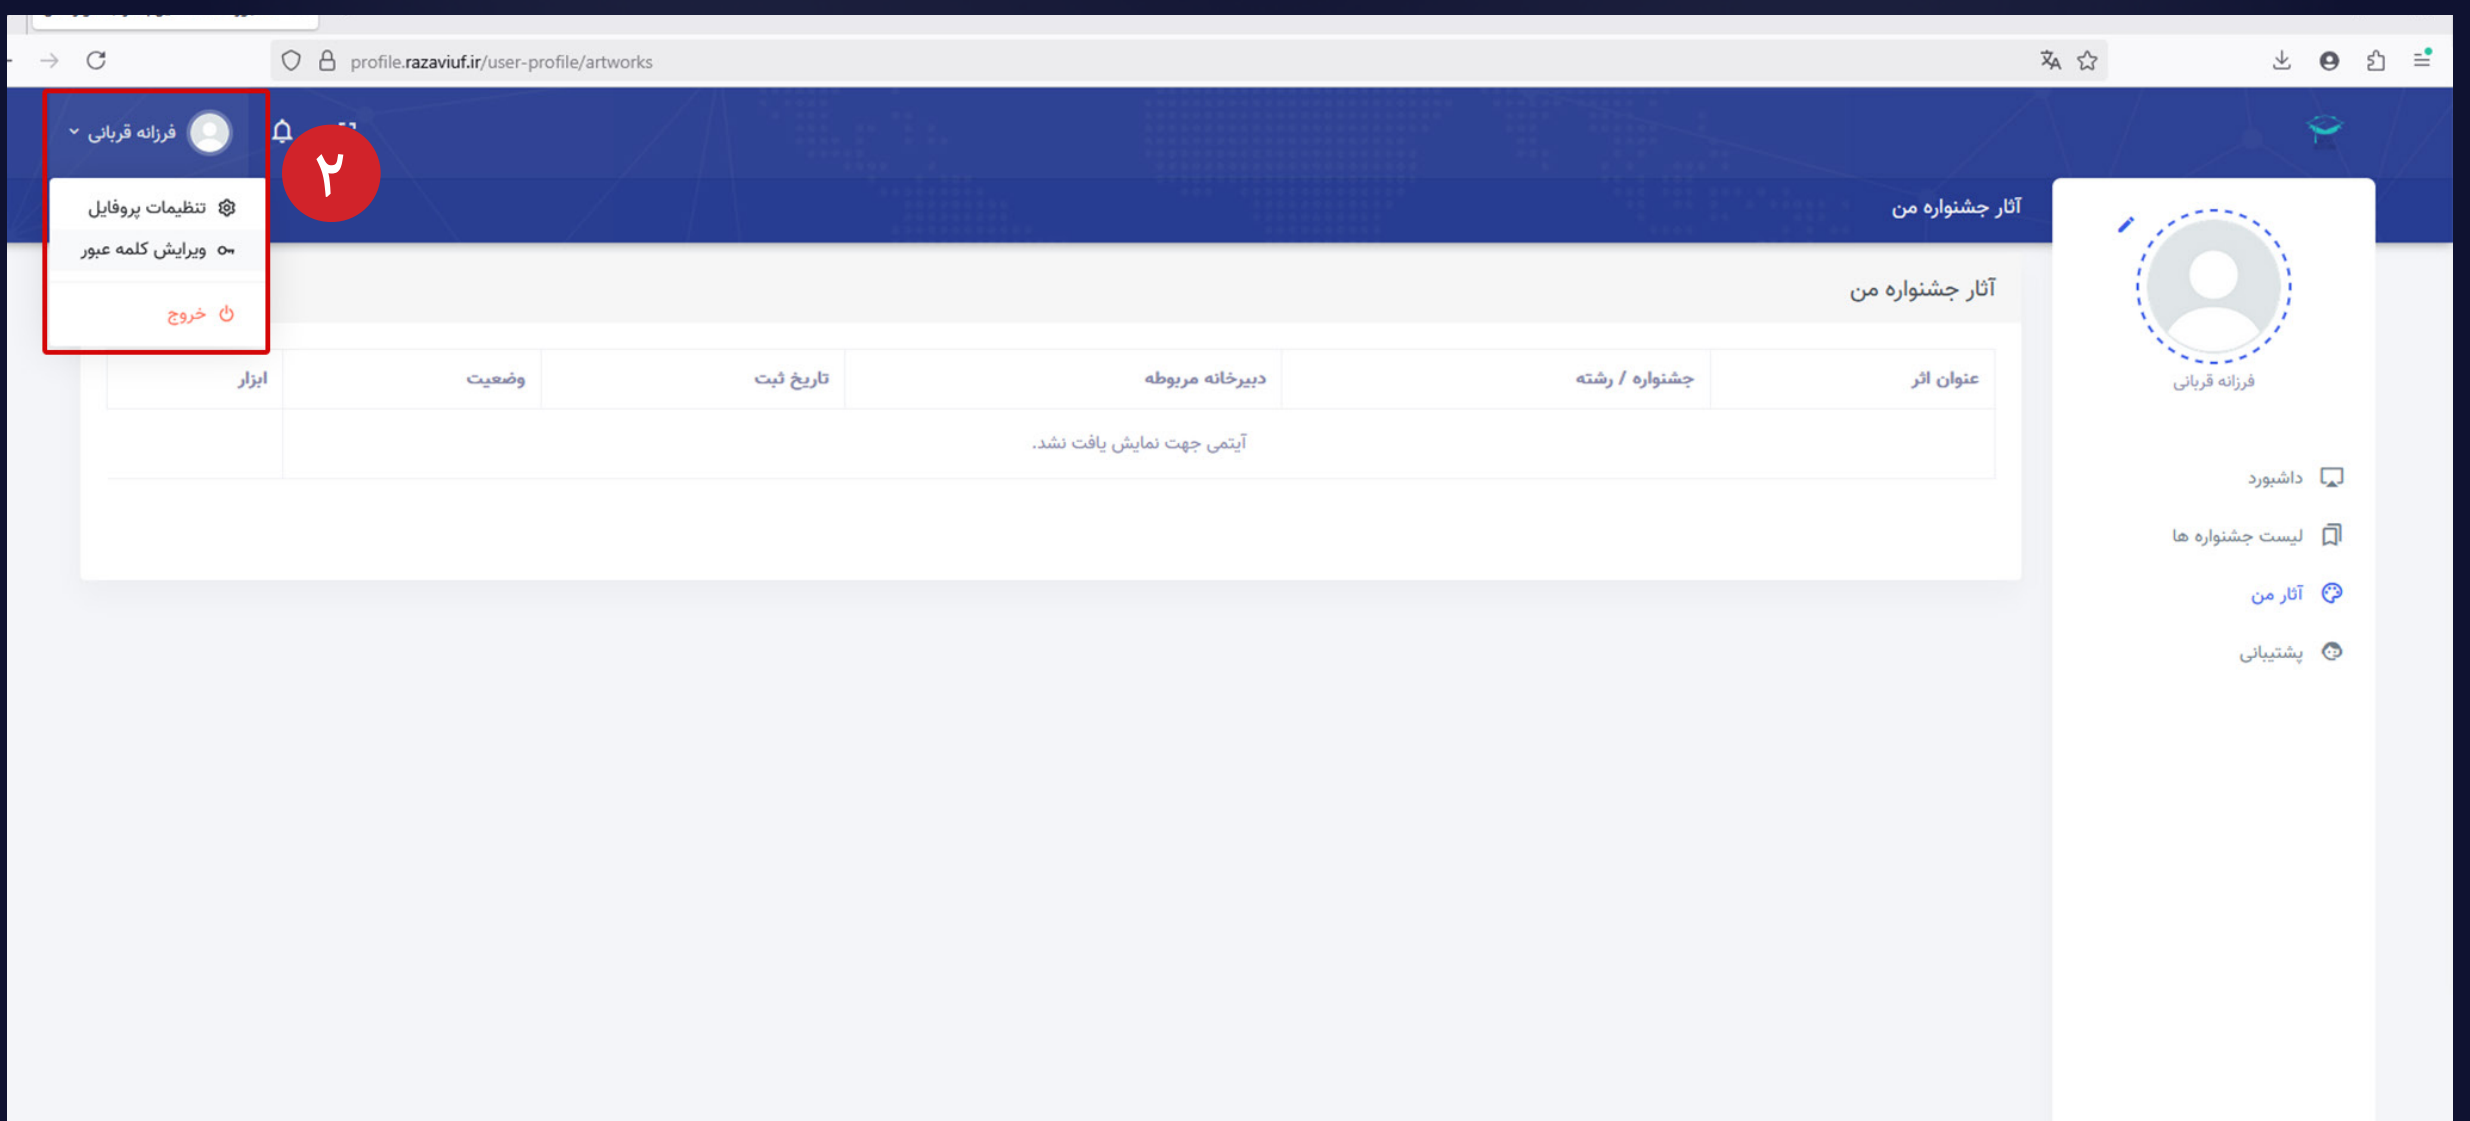 profile.razaviuf.ir/user-profile/artworks
فرزانه قربانی
۲
تنظیمات پروفایل
ویرایش کلمه عبور
خروج
آثار جشنواره من
آثار جشنواره من
عنوان اثر
جشنواره / رشته
دبیرخانه مربوطه
تاریخ ثبت
وضعیت
ابزار
آیتمی جهت نمایش یافت نشد.
فرزانه قربانی
داشبورد
لیست جشنواره ها
آثار من
پشتیبانی